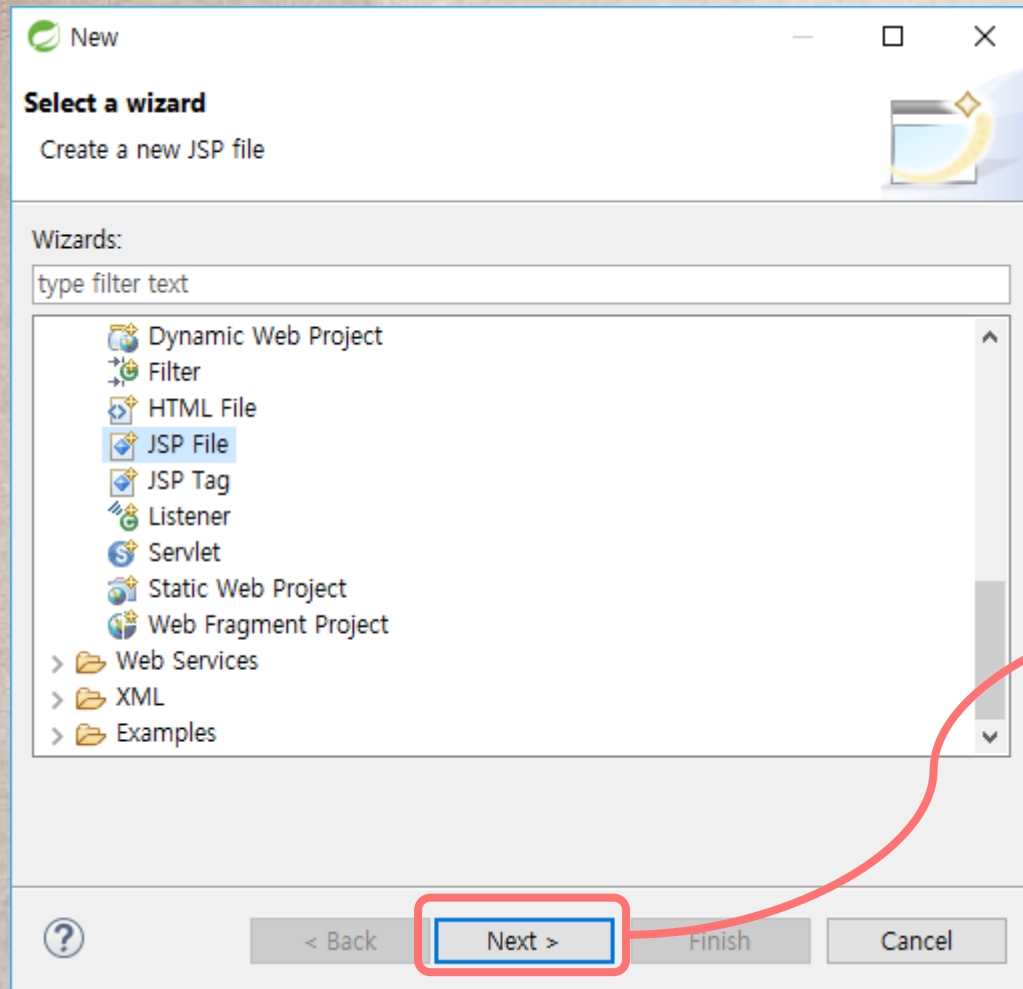 New
Select a wizard
Create a new JSP file
Wizards:
type filter text
Dynamic Web Project
Filter
HTML File
JSP File
JSP Tag
Listener
Servlet
Static Web Project
Web Fragment Project
Web Services
XML
Examples
? < Back Next > Finish Cancel